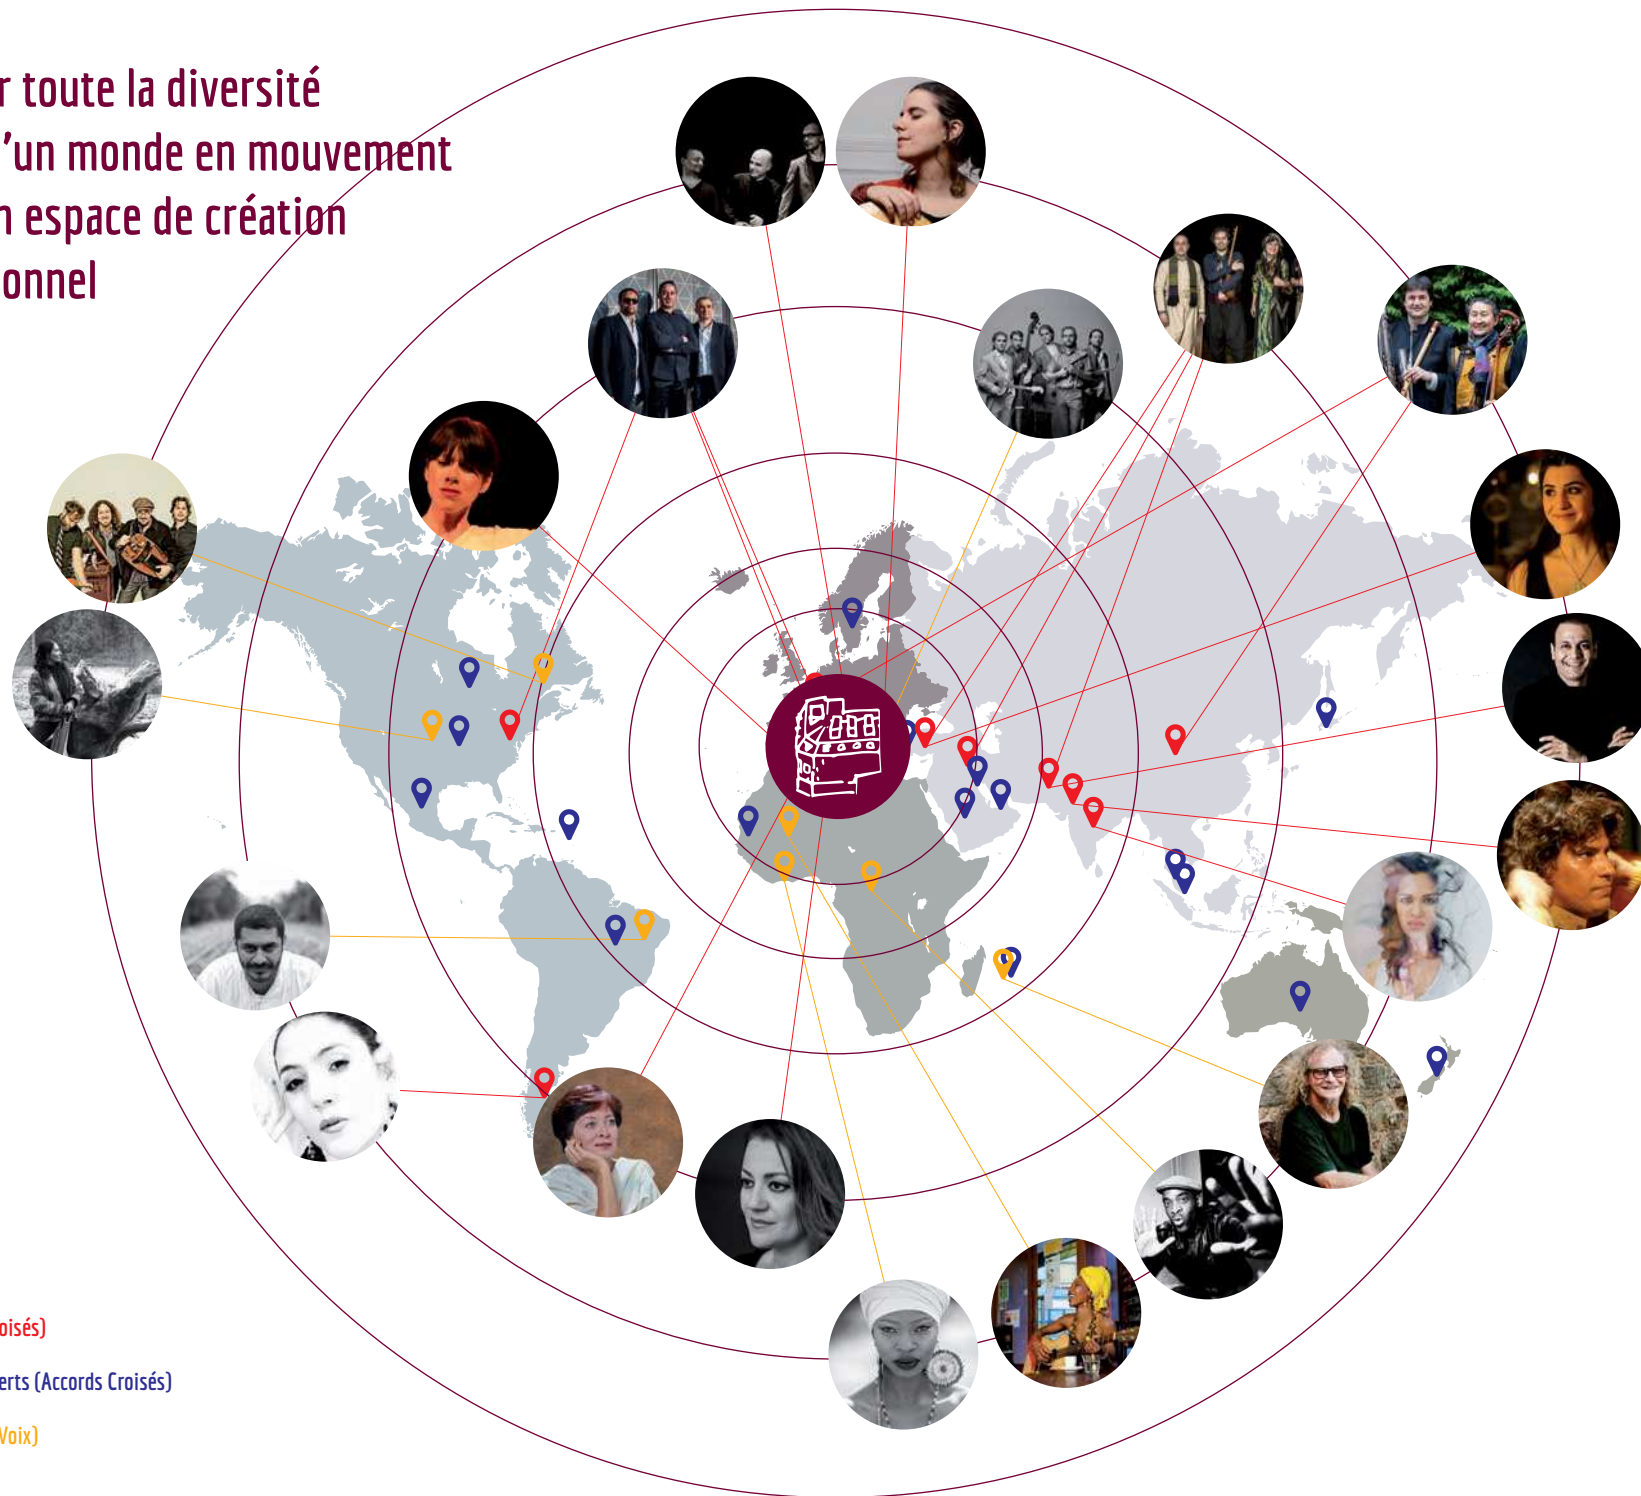 r toute la diversité
'un monde en mouvement
n espace de création
onnel
oisés)
erts (Accords Croisés)
Voix)